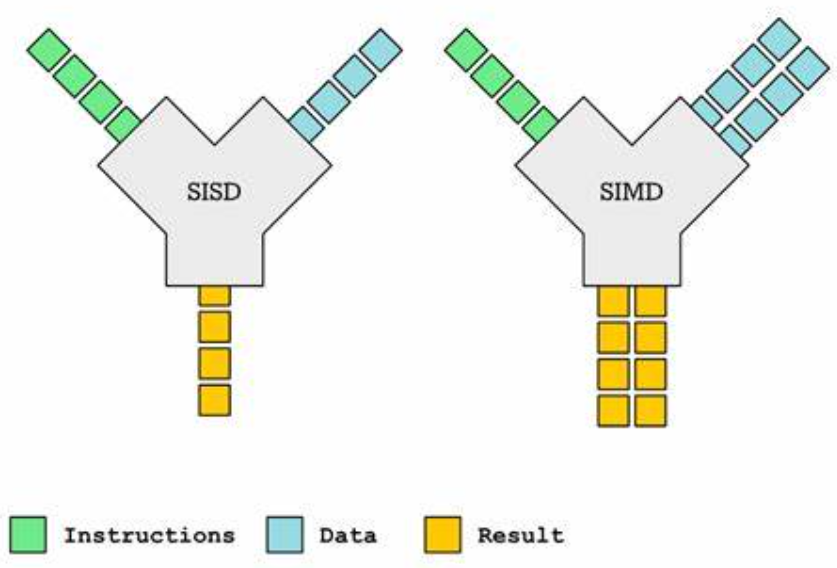 SISD
SIMD
Instructions
Data
Result